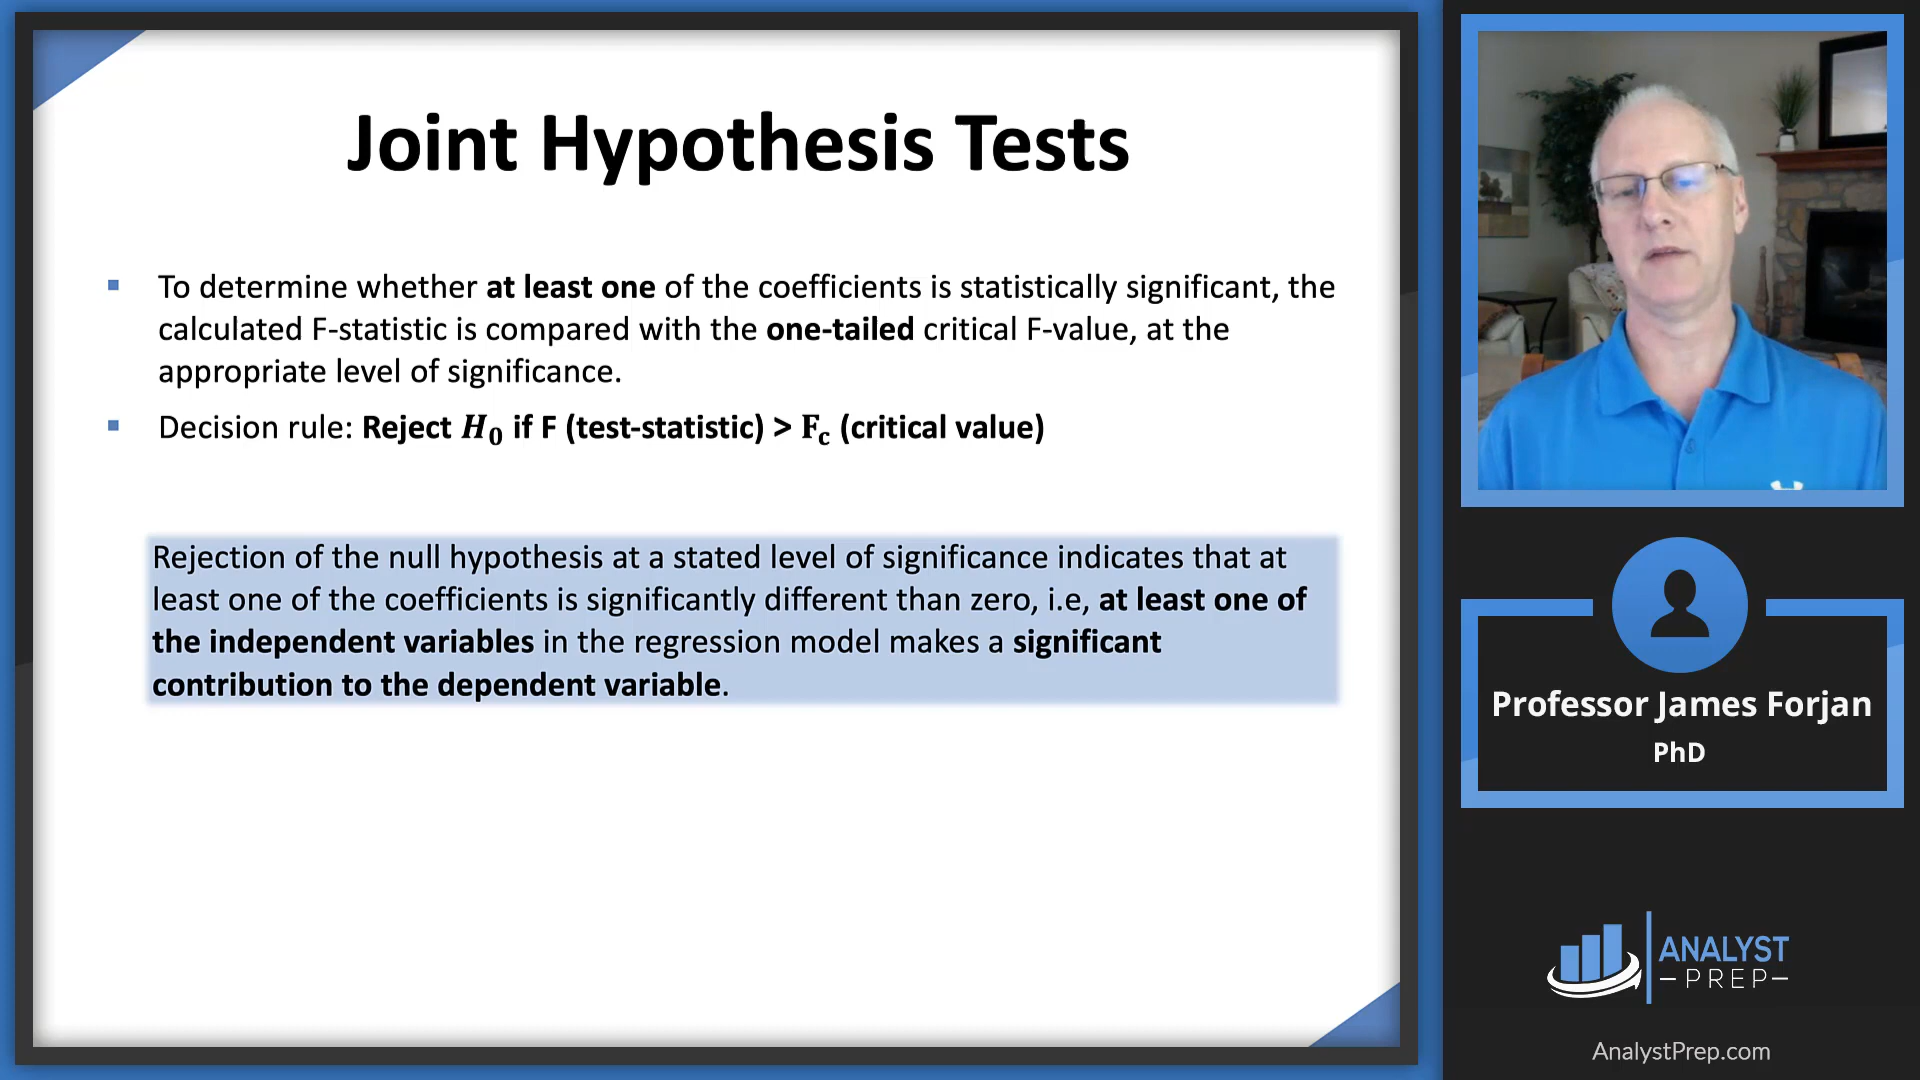 Joint Hypothesis Tests
▪ To determine whether at least one of the coefficients is statistically significant, the
calculated F-statistic is compared with the one-tailed critical F-value, at the
appropriate level of significance.
▪ Decision rule: Reject H₀ if F (test-statistic) > F꜀ (critical value)
Rejection of the null hypothesis at a stated level of significance indicates that at
least one of the coefficients is significantly different than zero, i.e, at least one of
the independent variables in the regression model makes a significant
contribution to the dependent variable.
Professor James Forjan
PhD
ANALYST
PREP
AnalystPrep.com